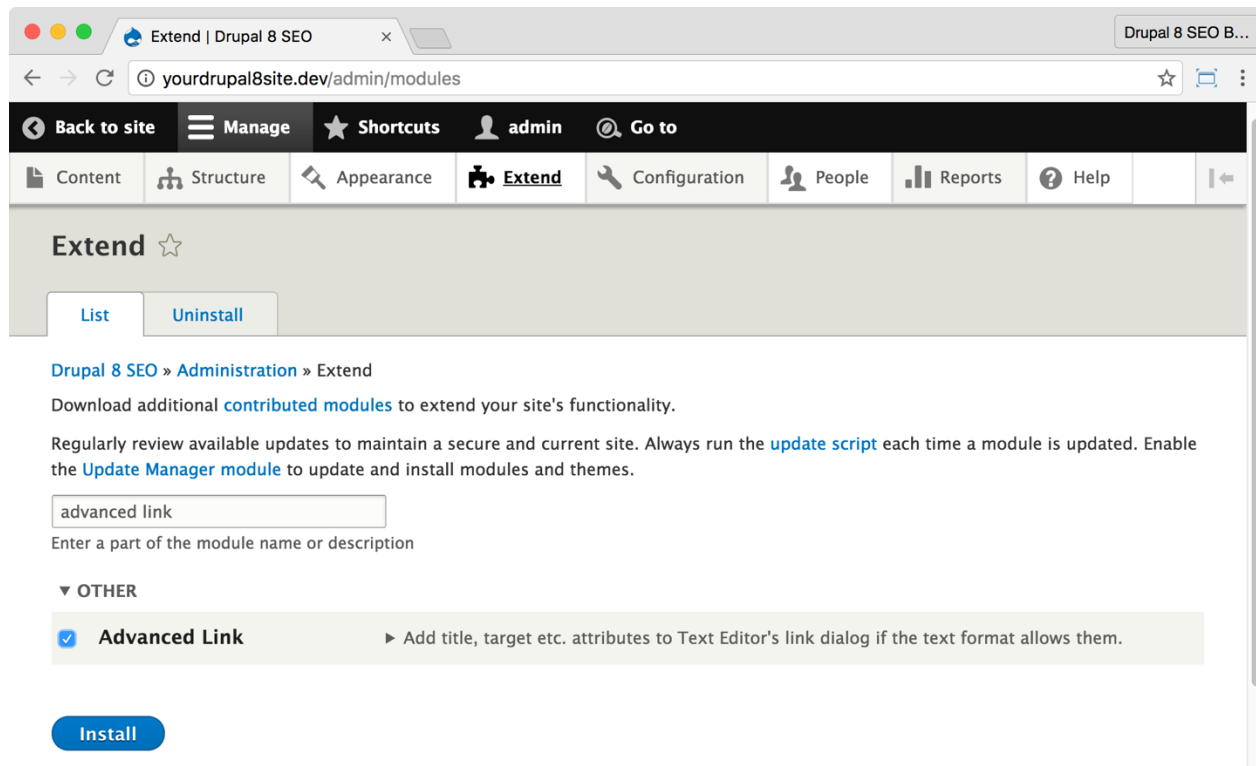 Extend | Drupal 8 SEO
Drupal 8 SEO B...
yourdrupal8site.dev/admin/modules
Back to site Manage Shortcuts admin Go to
Content Structure Appearance Extend Configuration People Reports Help
Extend
List Uninstall
Drupal 8 SEO » Administration » Extend
Download additional contributed modules to extend your site's functionality.
Regularly review available updates to maintain a secure and current site. Always run the update script each time a module is updated. Enable
the Update Manager module to update and install modules and themes.
advanced link
Enter a part of the module name or description
OTHER
Advanced Link Add title, target etc. attributes to Text Editor's link dialog if the text format allows them.
Install